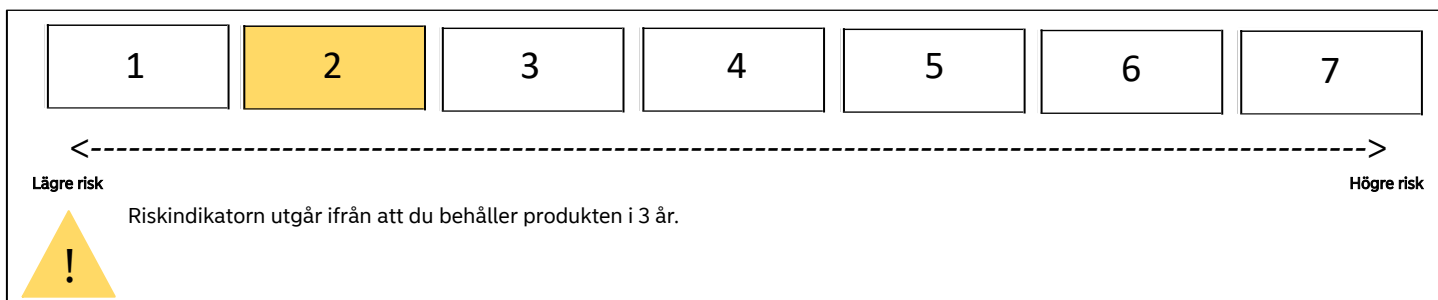 1 2 3 4 5 6 7
<----------------------------------------------------------------------------------------------------->
Lägre risk Högre risk
Riskindikatorn utgår ifrån att du behåller produkten i 3 år.
!